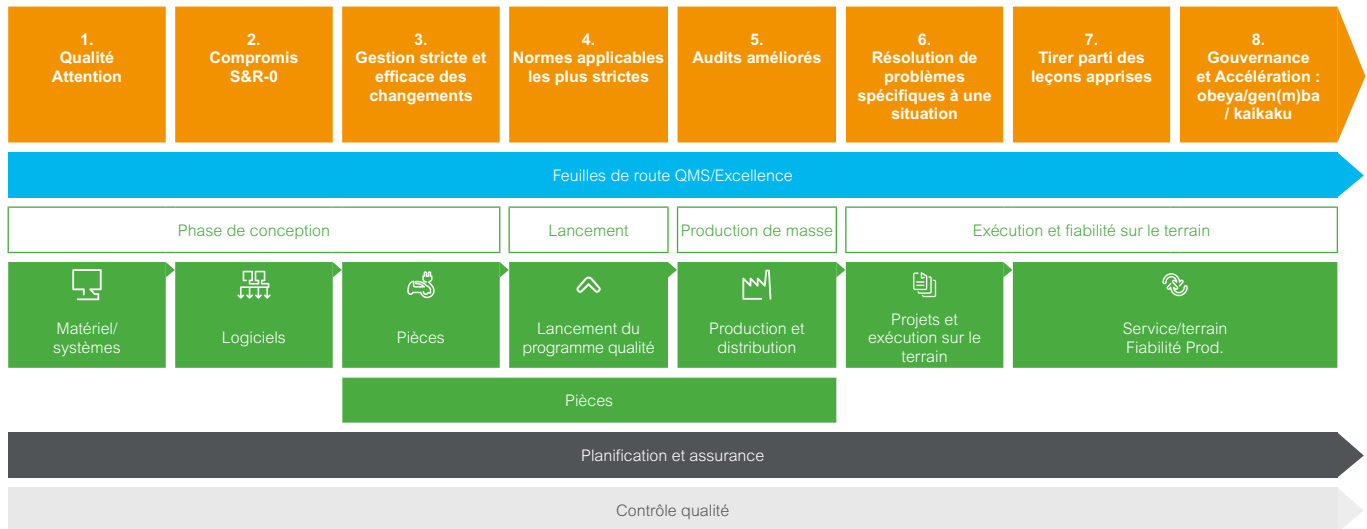 1.
Qualité
Attention
2.
Compromis
S&R-0
3.
Gestion stricte et
efficace des
changements
4.
Normes applicables
les plus strictes
5.
Audits améliorés
6.
Résolution de
problèmes
spécifiques à une
situation
7.
Tirer parti des
leçons apprises
8.
Gouvernance
et Accélération :
obeya/gen(m)ba
/ kaikaku
Feuilles de route QMS/Excellence
Phase de conception
Lancement
Production de masse
Exécution et fiabilité sur le terrain
Matériel/
systèmes
Logiciels
Pièces
Lancement du
programme qualité
Production et
distribution
Projets et
exécution sur le
terrain
Service/terrain
Fiabilité Prod.
Pièces
Planification et assurance
Contrôle qualité